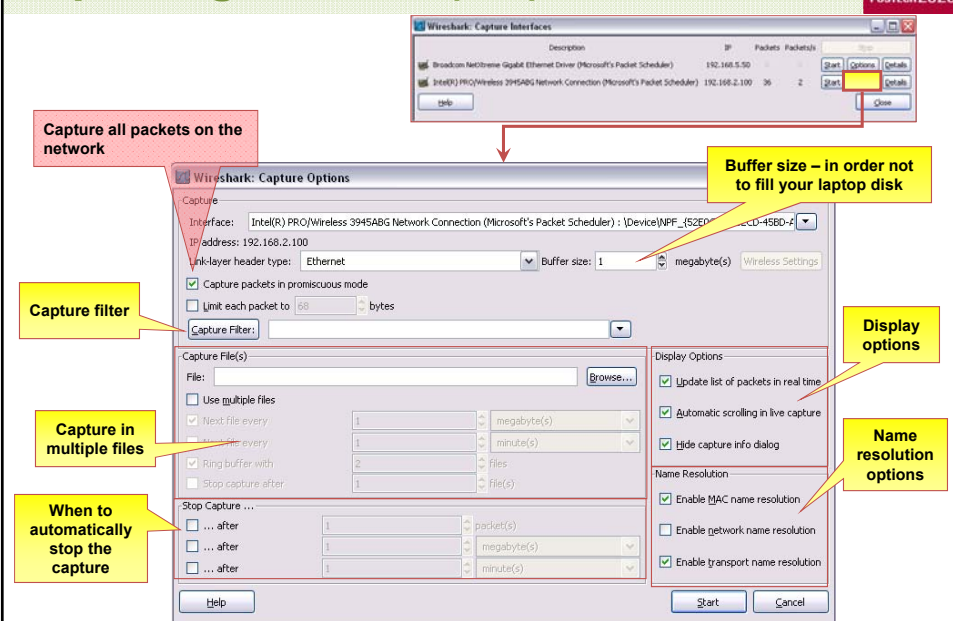 Wireshark: Capture Interfaces
Description IP Packets Packets/s Stop
Broadcom NetXtreme Gigabit Ethernet Driver (Microsoft's Packet Scheduler) 192.168.5.50 Start Options Details
Intel(R) PRO/Wireless 3945ABG Network Connection (Microsoft's Packet Scheduler) 192.168.2.100 36 2 Start Details
Help Close
Capture all packets on the
network
Buffer size – in order not
to fill your laptop disk
Wireshark: Capture Options
Capture
Interface: Intel(R) PRO/Wireless 3945ABG Network Connection (Microsoft's Packet Scheduler) : \Device\NPF_{52E0
IP address: 192.168.2.100
Link-layer header type: Ethernet Buffer size: 1 megabyte(s) Wireless Settings
Capture packets in promiscuous mode
Limit each packet to 68 bytes
Capture filter
Capture Filter:
Display
options
Capture File(s)
File: Browse...
Use multiple files
Next file every 1 megabyte(s)
Next file every 1 minute(s)
Ring buffer with 2 files
Stop capture after 1 file(s)
Capture in
multiple files
Display Options
Update list of packets in real time
Automatic scrolling in live capture
Hide capture info dialog
Name
resolution
options
Name Resolution
Enable MAC name resolution
Enable network name resolution
Enable transport name resolution
When to
automatically
stop the
capture
Stop Capture ...
... after 1 packet(s)
... after 1 megabyte(s)
... after 1 minute(s)
Help Start Cancel